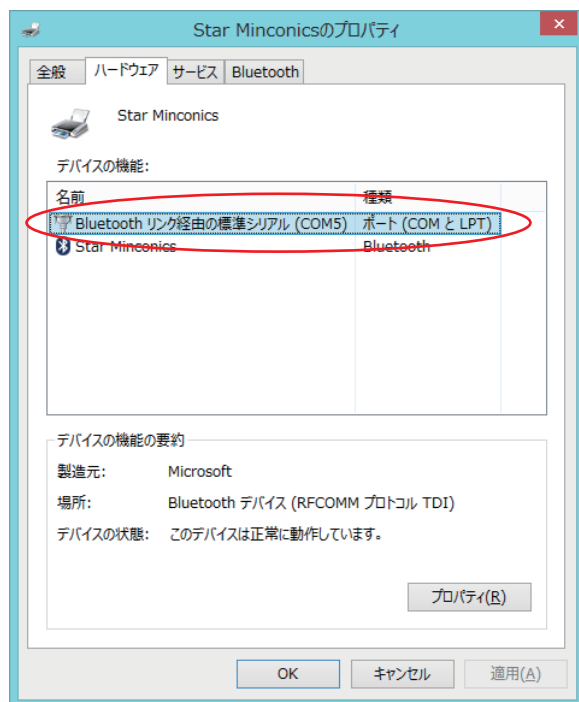 Star Minconicsのプロパティ
全般 ハードウェア サービス Bluetooth
Star Minconics
デバイスの機能:
名前 種類
Bluetooth リンク経由の標準シリアル (COM5) ポート (COM と LPT)
Star Minconics Bluetooth
デバイスの機能の要約
製造元: Microsoft
場所: Bluetooth デバイス (RFCOMM プロトコル TDI)
デバイスの状態: このデバイスは正常に動作しています。
プロパティ(R)
OK キャンセル 適用(A)